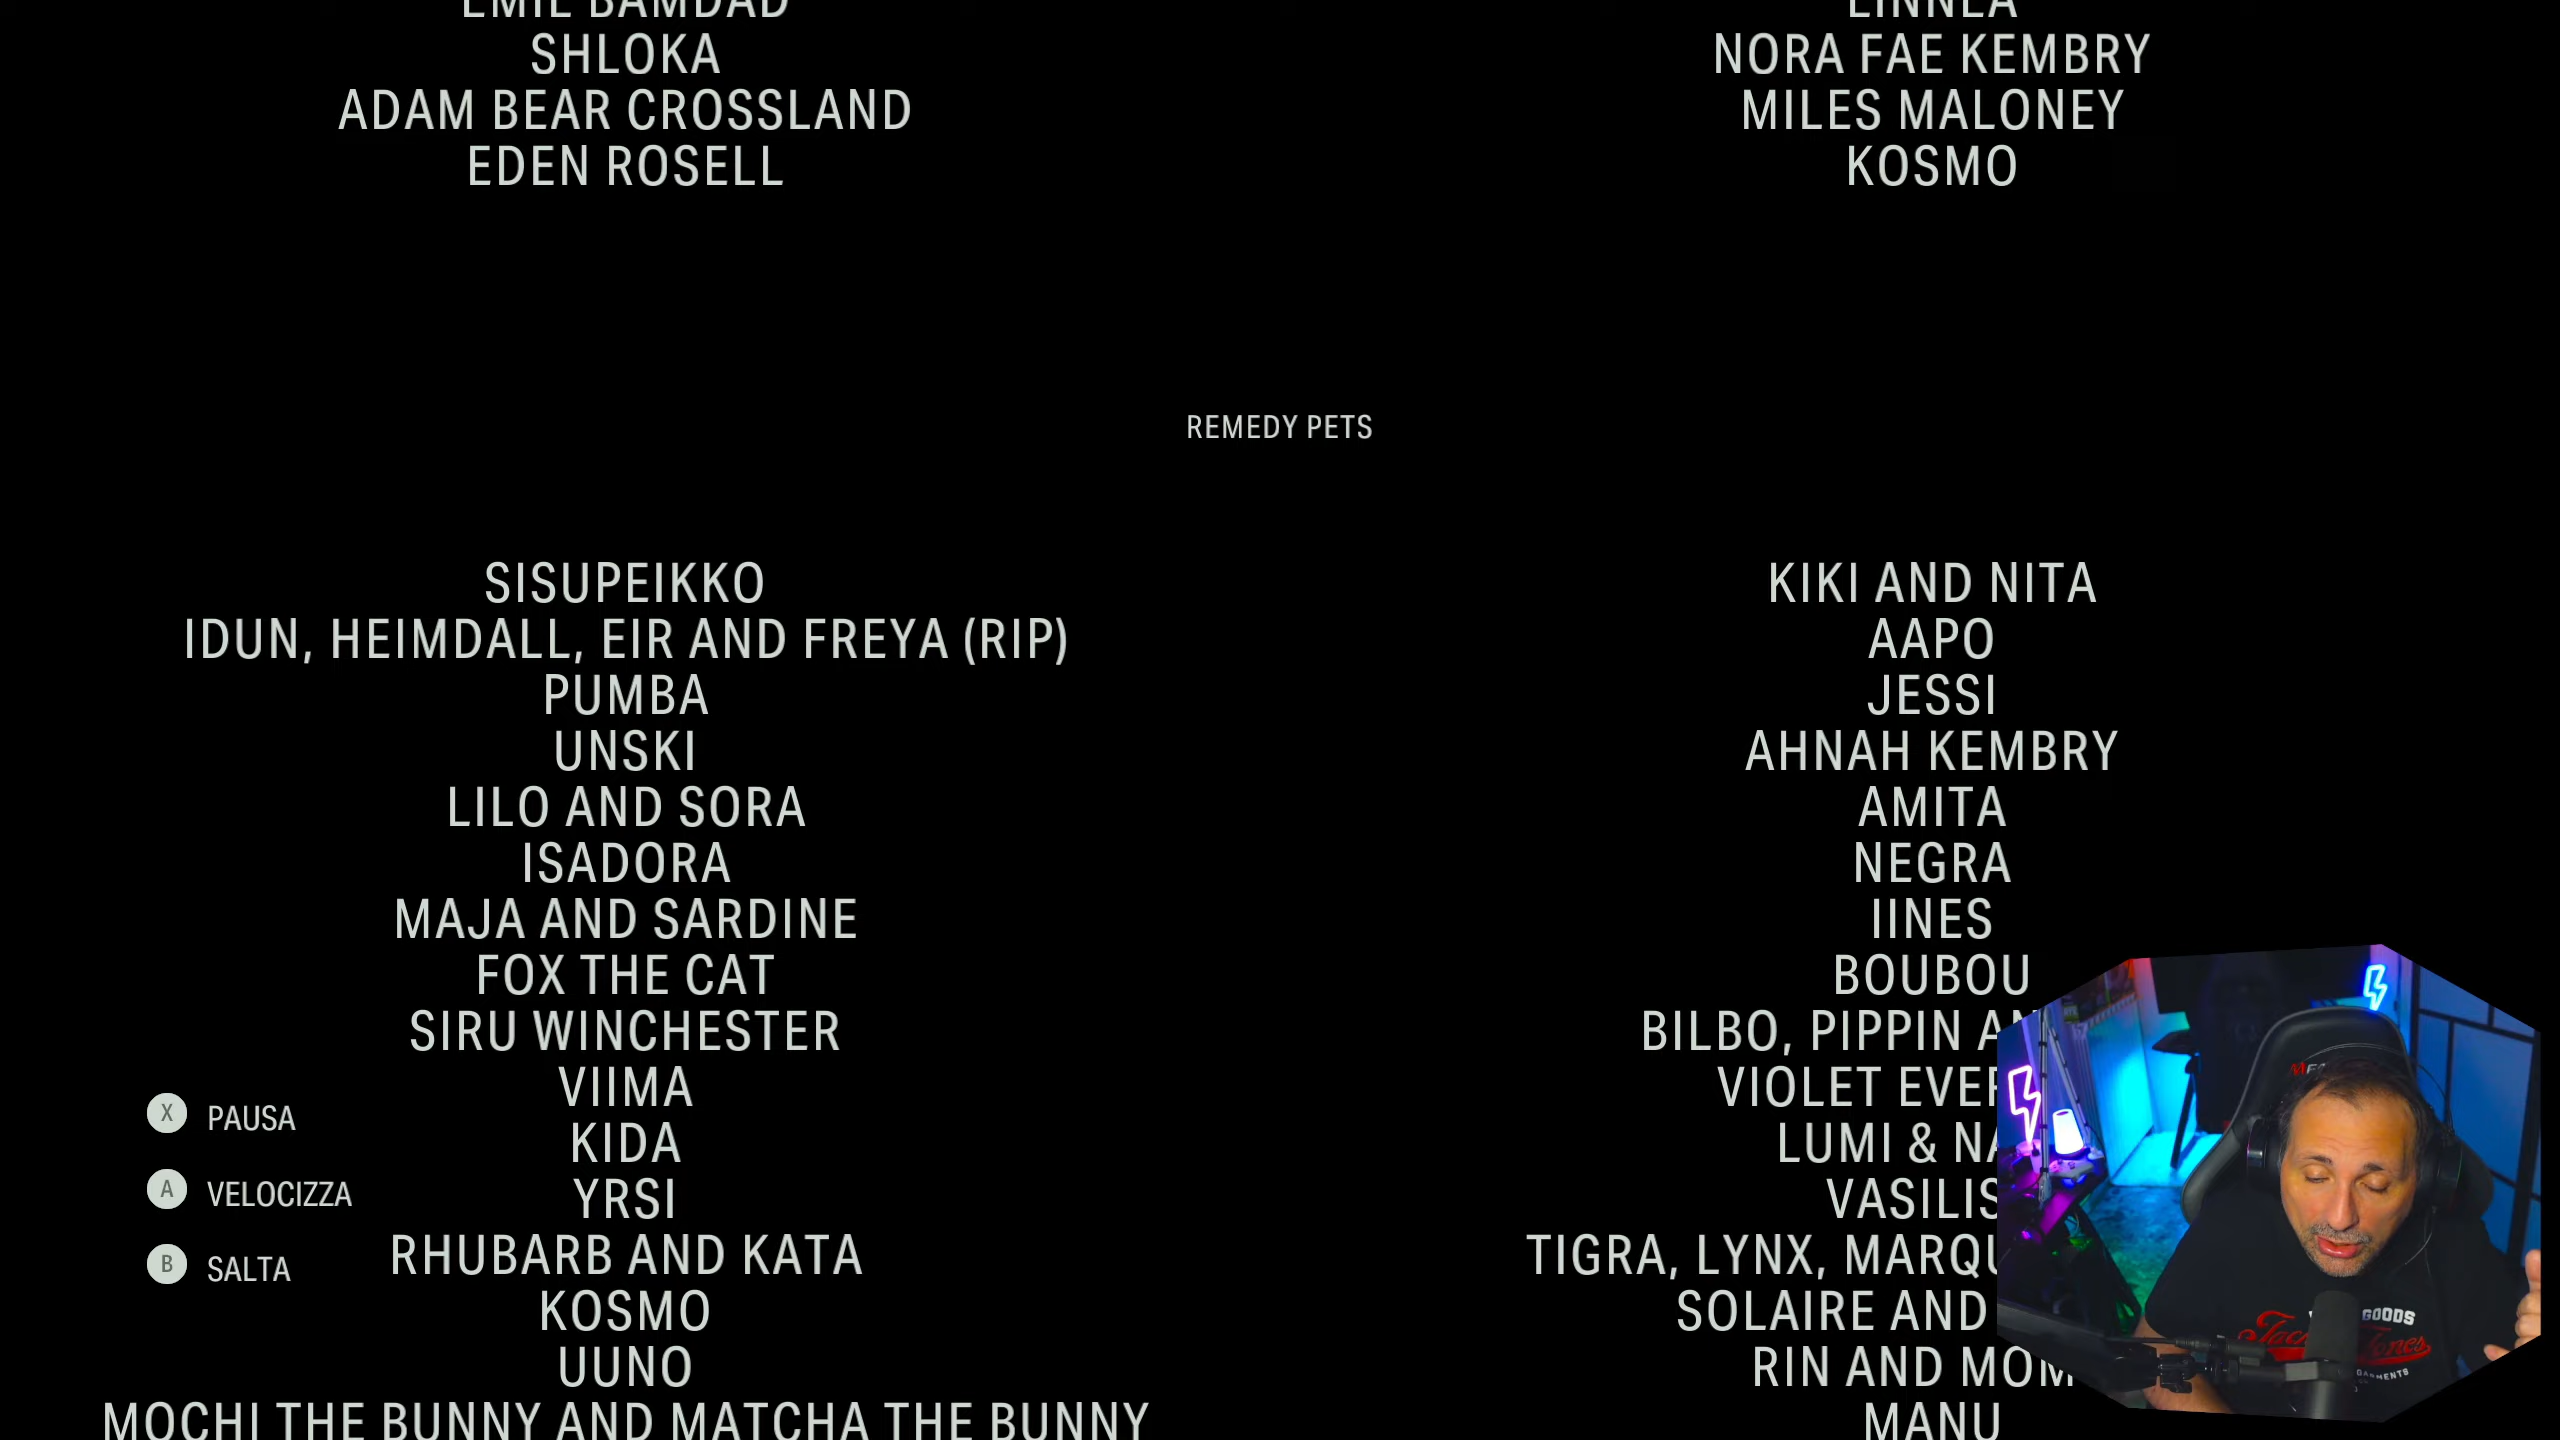 EMIE BAMDAD
SHLOKA
ADAM BEAR CROSSLAND
EDEN ROSELL
LINNEA
NORA FAE KEMBRY
MILES MALONEY
KOSMO
REMEDY PETS
SISUPEIKKO
IDUN, HEIMDALL, EIR AND FREYA (RIP)
PUMBA
UNSKI
LILO AND SORA
ISADORA
MAJA AND SARDINE
FOX THE CAT
SIRU WINCHESTER
VIIMA
KIDA
YRSI
RHUBARB AND KATA
KOSMO
UUNO
MOCHI THE BUNNY AND MATCHA THE BUNNY
KIKI AND NITA
AAPO
JESSI
AHNAH KEMBRY
AMITA
NEGRA
IINES
BOUBOU
BILBO, PIPPIN
VIOLET
LUMI &
TIGRA, LYNX,
SOLAIRE AND
RIN AND
MANU
X PAUSA
A VELOCIZZA
B SALTA
GOODS